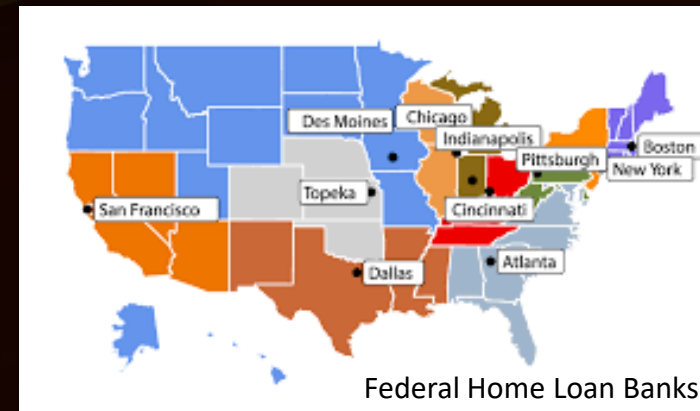 Des Moines
Chicago
Indianapolis
Boston
Pittsburgh
New York
Topeka
San Francisco
Cincinnati
Atlanta
Dallas
Federal Home Loan Banks